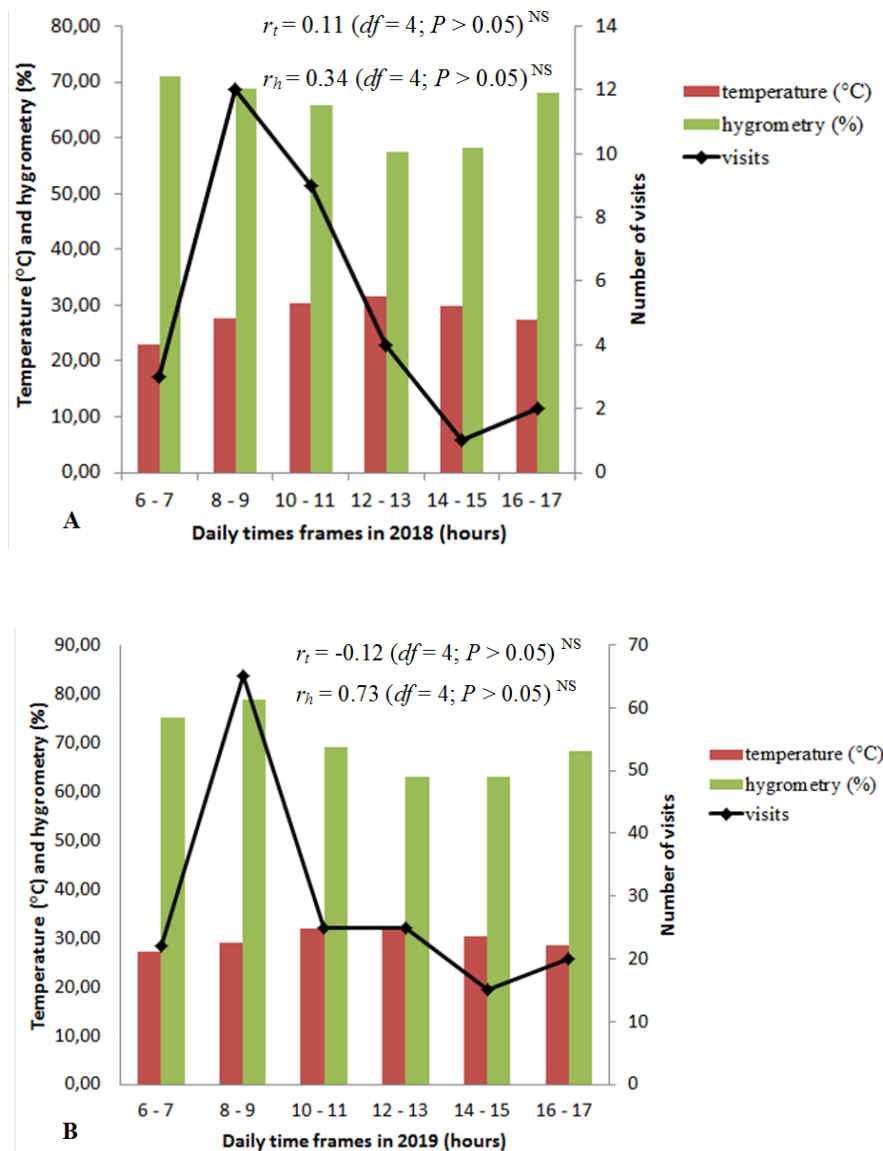 r_t = 0.11 (df = 4; P > 0.05) NS
r_h = 0.34 (df = 4; P > 0.05) NS
Temperature (°C) and hygrometry (%)
80,00
70,00
60,00
50,00
40,00
30,00
20,00
10,00
0,00
14
12
10
8
6
4
2
0
Number of visits
temperature (°C)
hygrometry (%)
visits
6 - 7 8 - 9 10 - 11 12 - 13 14 - 15 16 - 17
A
Daily times frames in 2018 (hours)
r_t = -0.12 (df = 4; P > 0.05) NS
r_h = 0.73 (df = 4; P > 0.05) NS
Temperature (°C) and hygrometry (%)
90,00
80,00
70,00
60,00
50,00
40,00
30,00
20,00
10,00
0,00
70
60
50
40
30
20
10
0
Number of visits
temperature (°C)
hygrometry (%)
visits
6 - 7 8 - 9 10 - 11 12 - 13 14 - 15 16 - 17
B
Daily time frames in 2019 (hours)